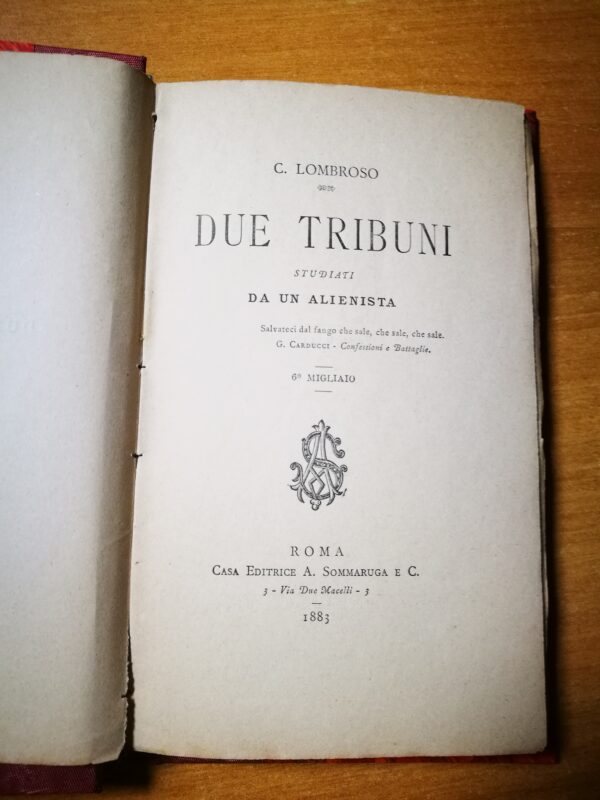 C. LOMBROSO
DUE TRIBUNI
STUDIATI
DA UN ALIENISTA
Salvateci dal fango che sale, che sale, che sale.
G. CARDUCCI - Confessioni e Battaglie.
6º MIGLIAIO
ROMA
CASA EDITRICE A. SOMMARUGA E C.
3 - Via Due Macelli - 3
1883